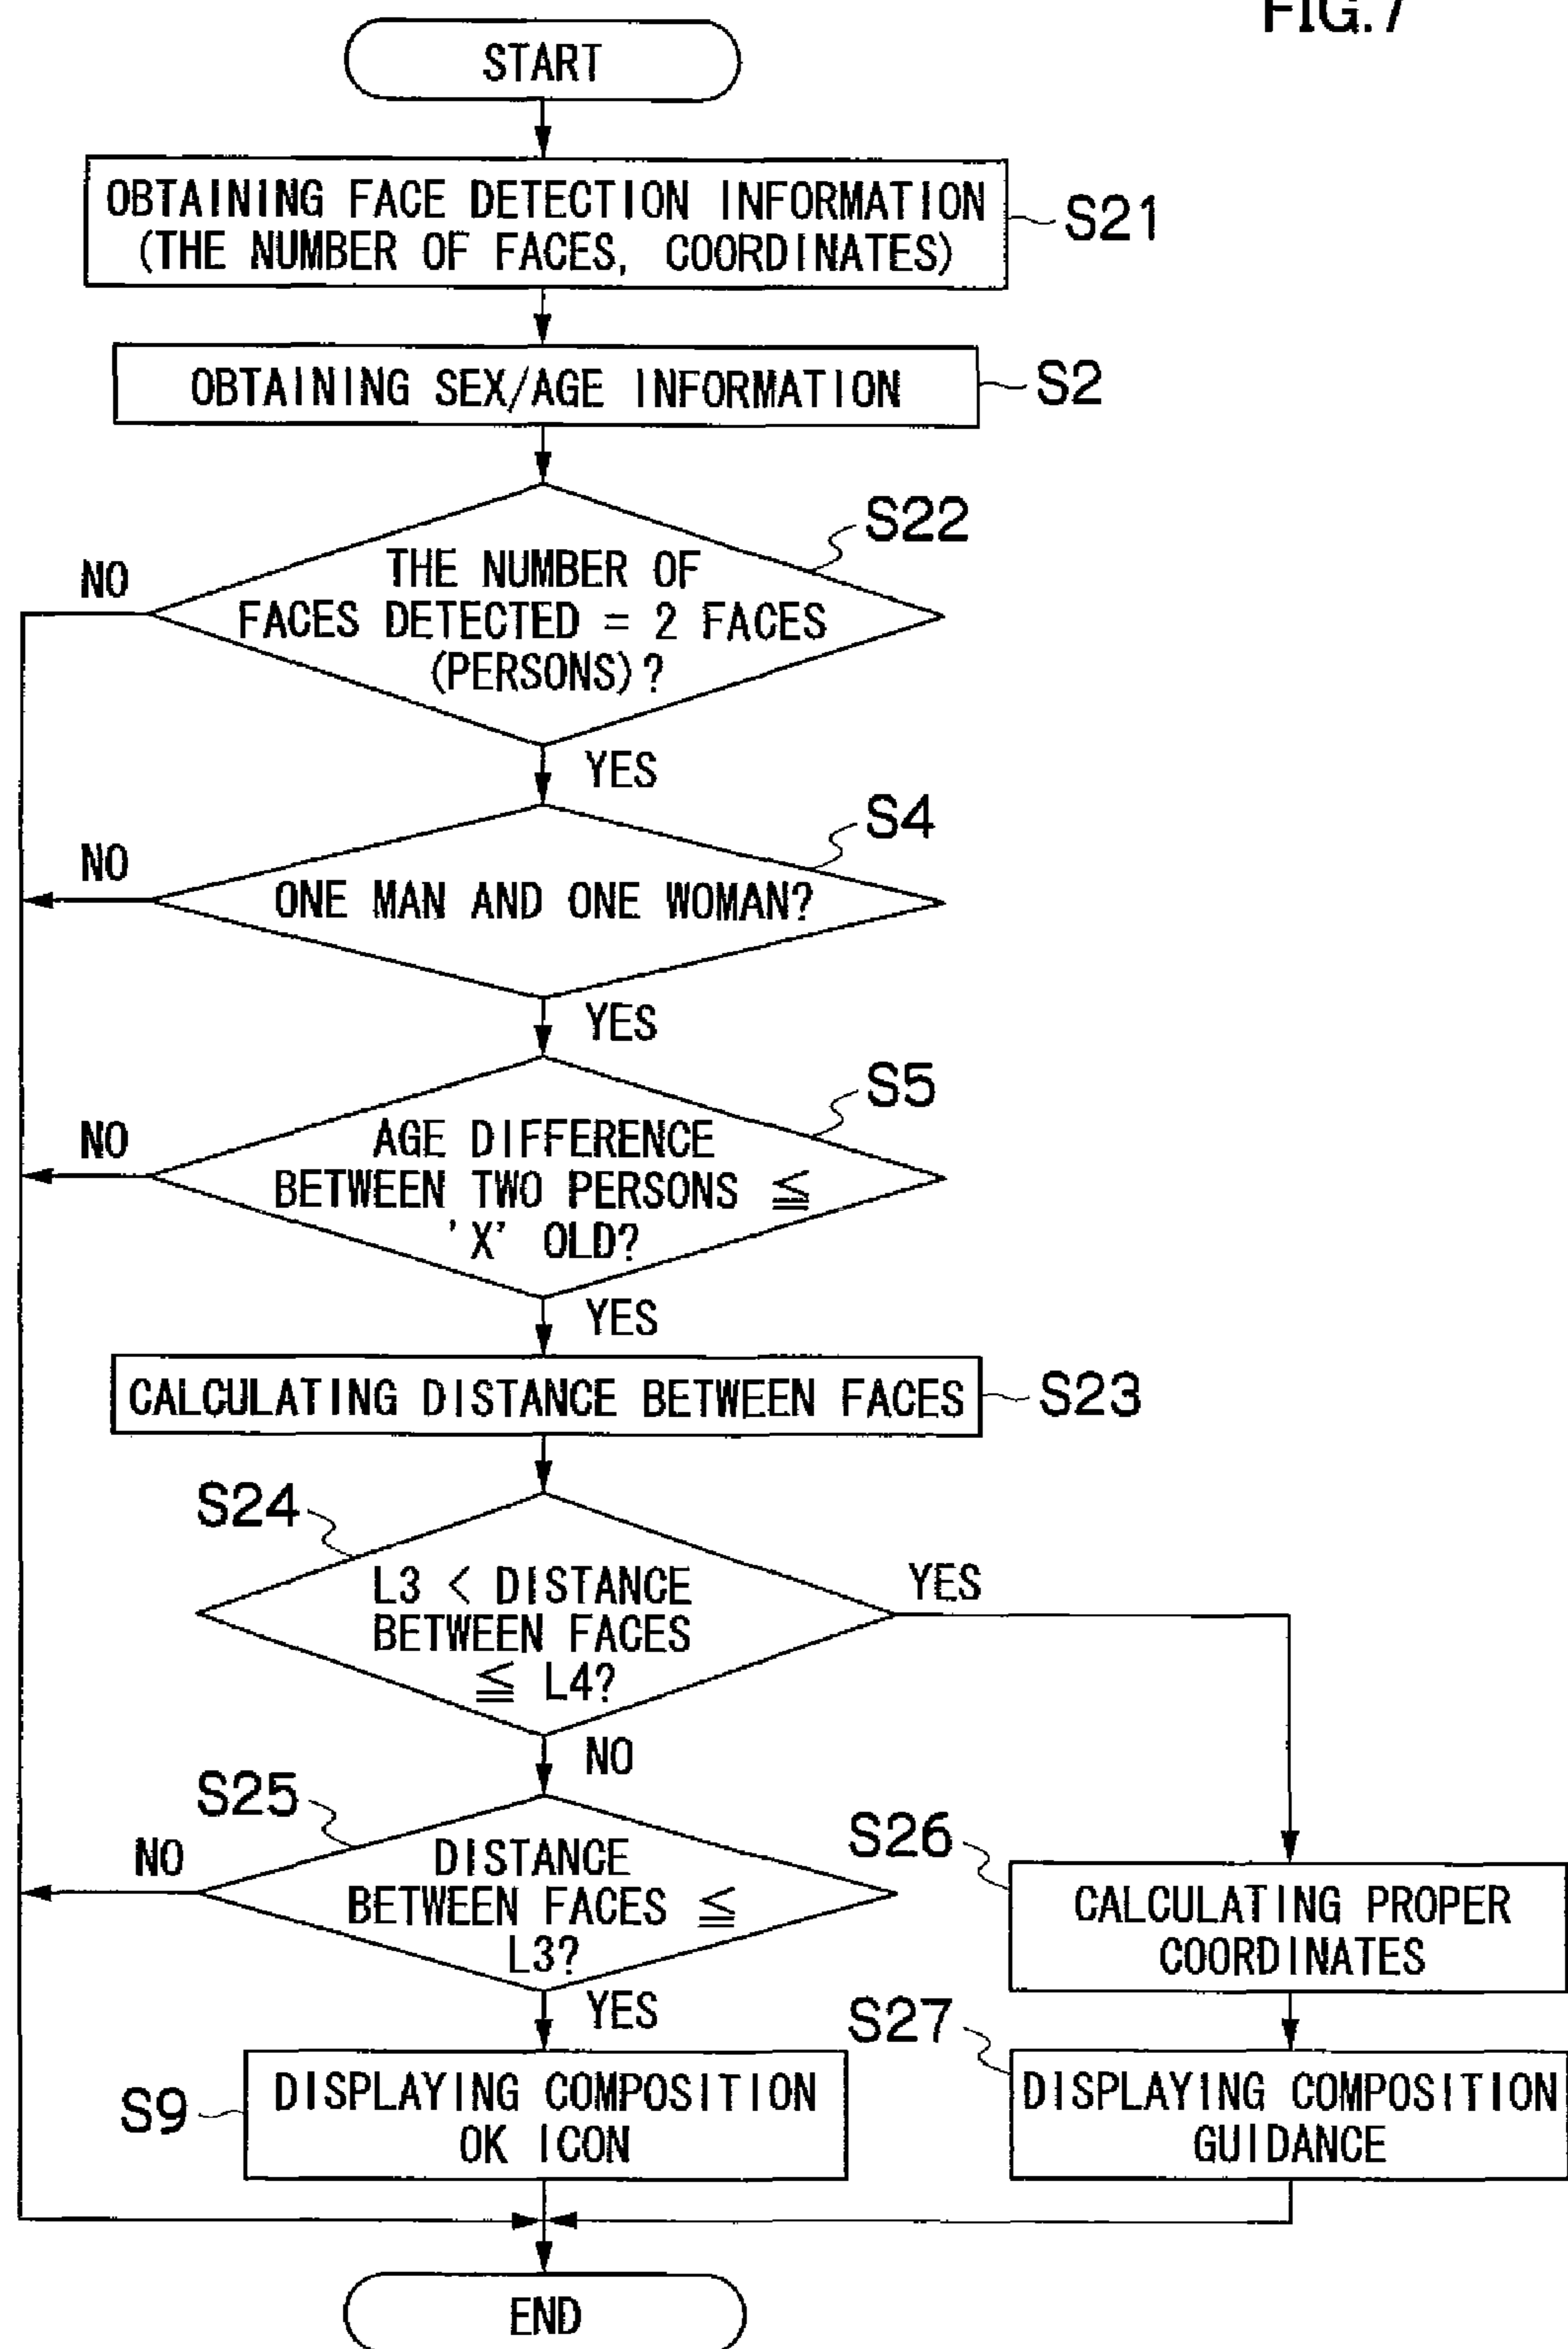 FIG.7
START
OBTAINING FACE DETECTION INFORMATION
(THE NUMBER OF FACES, COORDINATES)
S21
OBTAINING SEX/AGE INFORMATION
S2
S22
THE NUMBER OF
FACES DETECTED = 2 FACES
(PERSONS)?
NO
YES
S4
ONE MAN AND ONE WOMAN?
NO
YES
S5
AGE DIFFERENCE
BETWEEN TWO PERSONS ≦
'X' OLD?
NO
YES
CALCULATING DISTANCE BETWEEN FACES
S23
S24
L3 < DISTANCE
BETWEEN FACES
≦ L4?
YES
NO
S25
DISTANCE
BETWEEN FACES ≦
L3?
NO
YES
S26
CALCULATING PROPER
COORDINATES
S27
DISPLAYING COMPOSITION
GUIDANCE
S9
DISPLAYING COMPOSITION
OK ICON
END